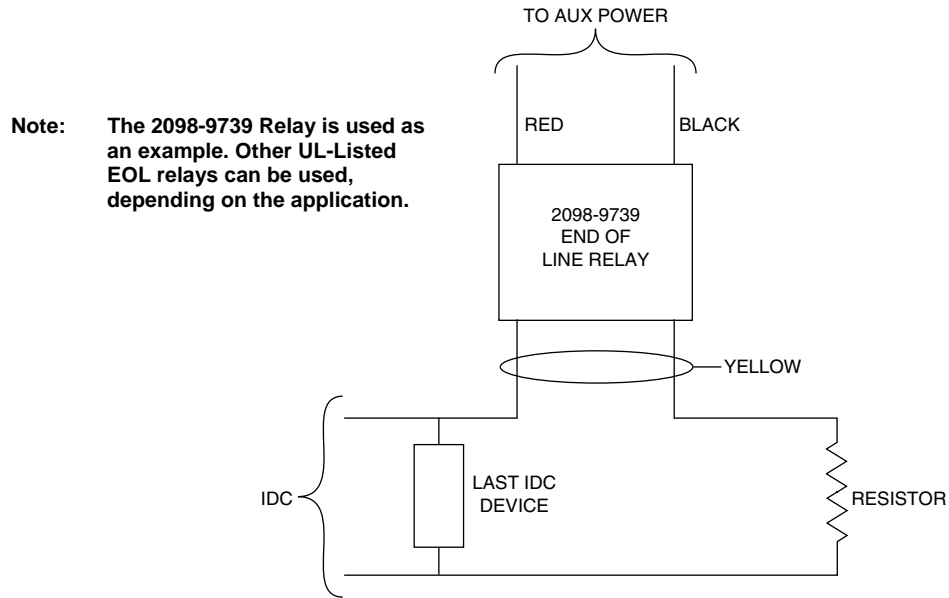 TO AUX POWER
RED
BLACK
Note: The 2098-9739 Relay is used as
an example. Other UL-Listed
EOL relays can be used,
depending on the application.
2098-9739
END OF
LINE RELAY
YELLOW
IDC
LAST IDC
DEVICE
RESISTOR